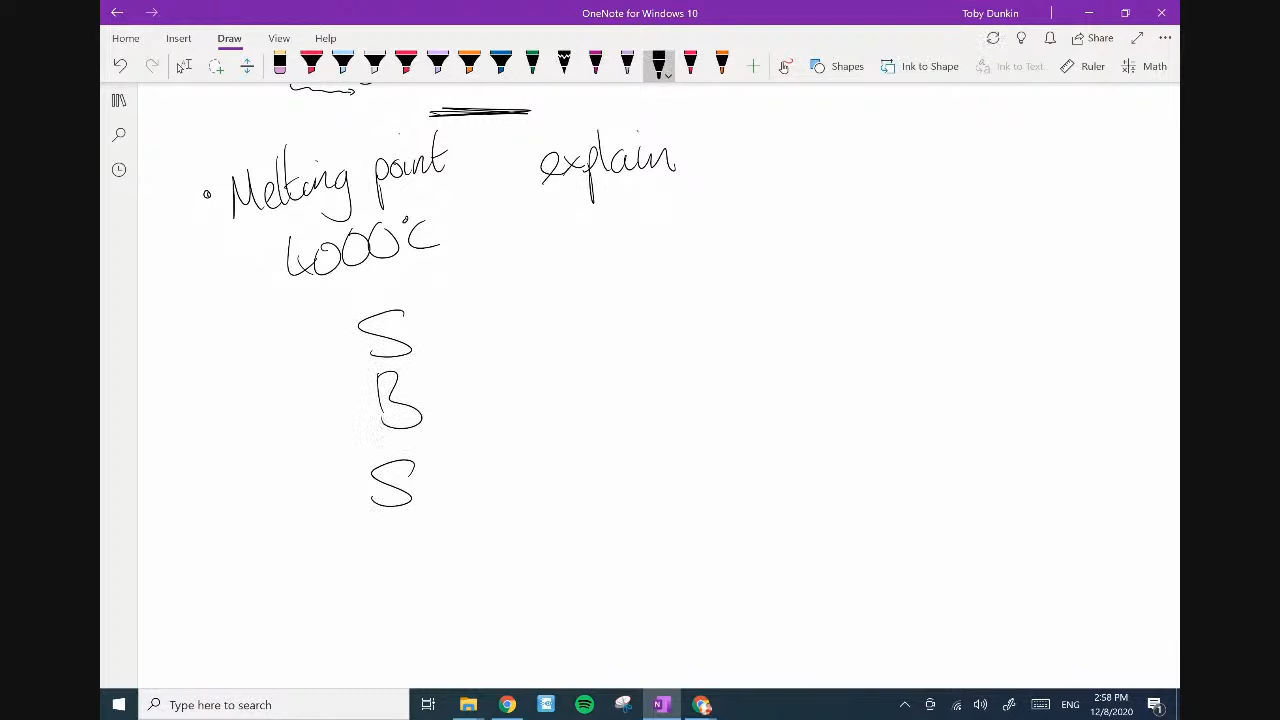 OneNote for Windows 10
Toby Dunkin
Home Insert Draw View Help
Share
Shapes Ink to Shape Ink to Text Ruler Math
• Melting point explain
4000°C
S
B
S
Type here to search
ENG
2:58 PM
12/8/2020
1